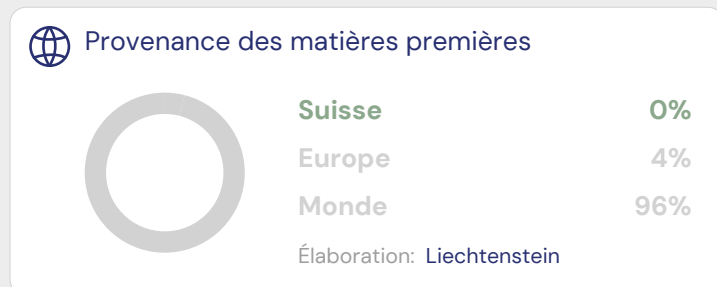 Provenance des matières premières
Suisse 0%
Europe 4%
Monde 96%
Élaboration: Liechtenstein